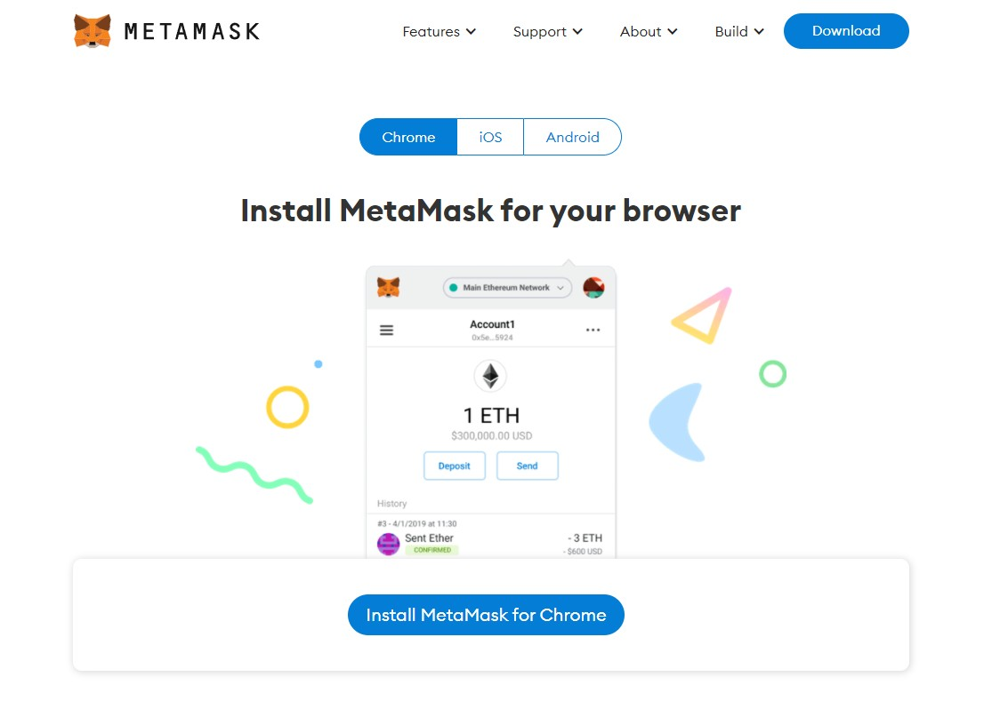 METAMASK
Features
Support
About
Build
Download
Chrome
iOS
Android
Install MetaMask for your browser
Main Ethereum Network
Account1
0x5e...5924
1 ETH
$300,000.00 USD
Deposit
Send
History
#3 - 4/1/2019 at 11:30
Sent Ether
- 3 ETH
CONFIRMED
- $600 USD
Install MetaMask for Chrome